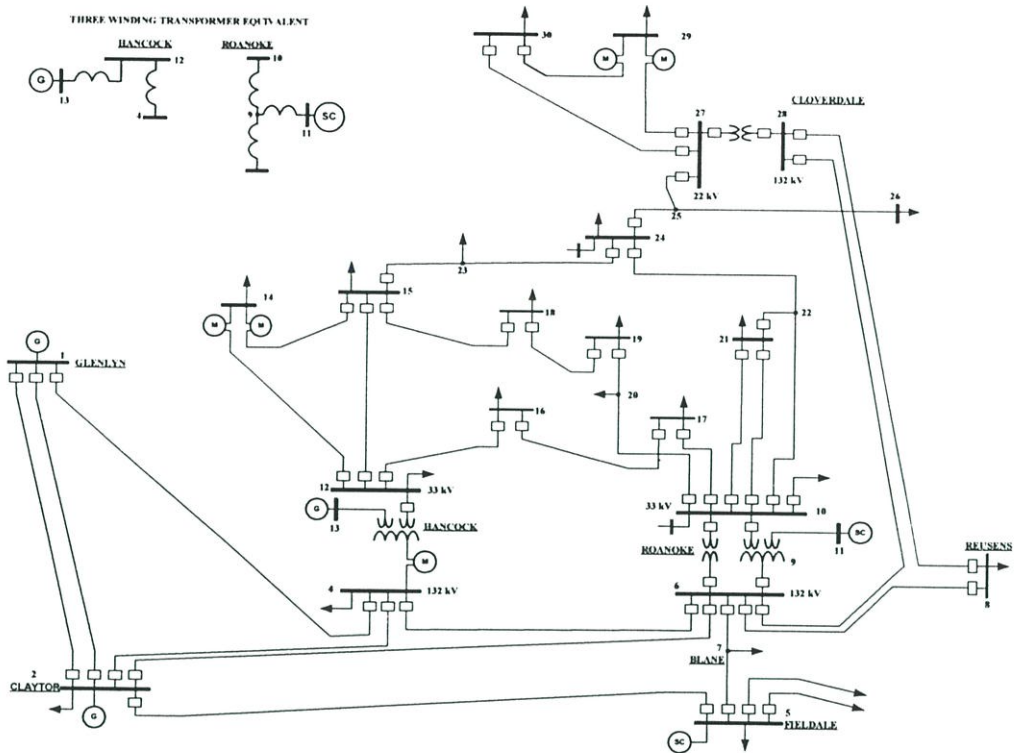 THREE WINDING TRANSFORMER EQUIVALENT
HANCOCK
ROANOKE
12
10
G
13
4
9
11
SC
30
29
M
M
CLOVERDALE
27
28
22 kV
132 kV
25
26
24
23
15
14
M
M
18
19
20
21
22
G
1
GLENLYN
16
17
12
33 kV
G
13
HANCOCK
M
4
132 kV
33 kV
10
ROANOKE
9
11
SC
6
132 kV
REUSENS
8
7
BLANE
2
CLAYTOR
G
5
FIELDALE
SC